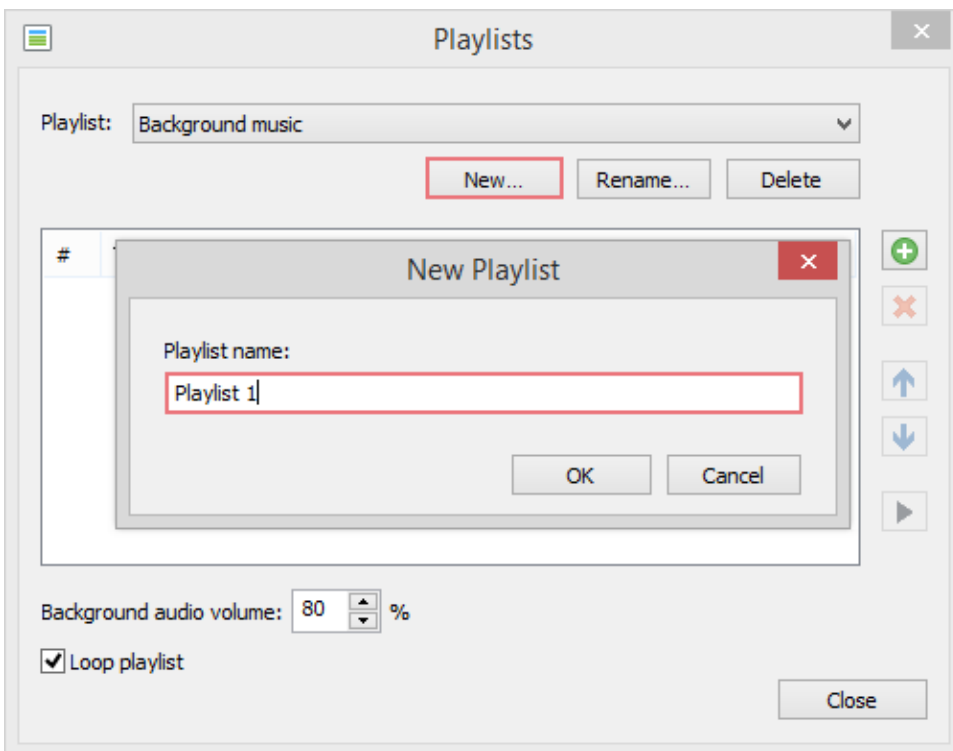 Playlists
Playlist: Background music
New... Rename... Delete
#
New Playlist
Playlist name:
Playlist 1
OK Cancel
Background audio volume: 80 %
Loop playlist
Close